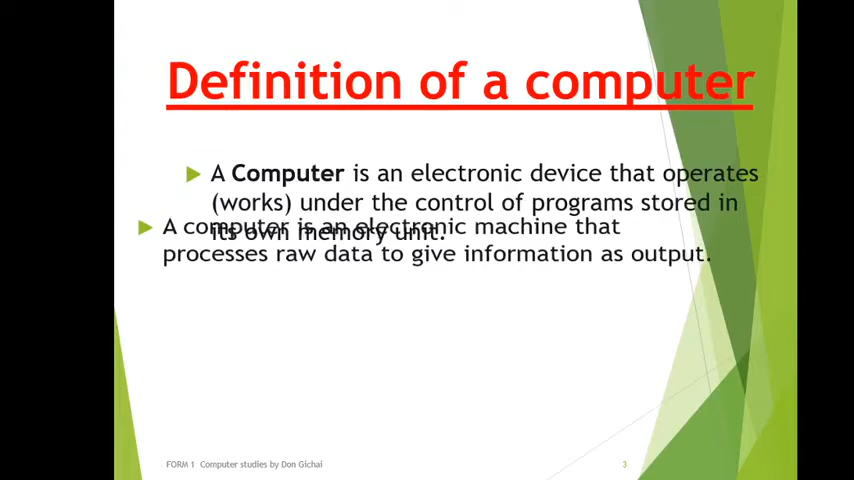 Definition of a computer
A Computer is an electronic device that operates
(works) under the control of programs stored in
its own memory unit.
A computer is an electronic machine that
processes raw data to give information as output.
FORM 1 Computer studies by Don Gichai
3